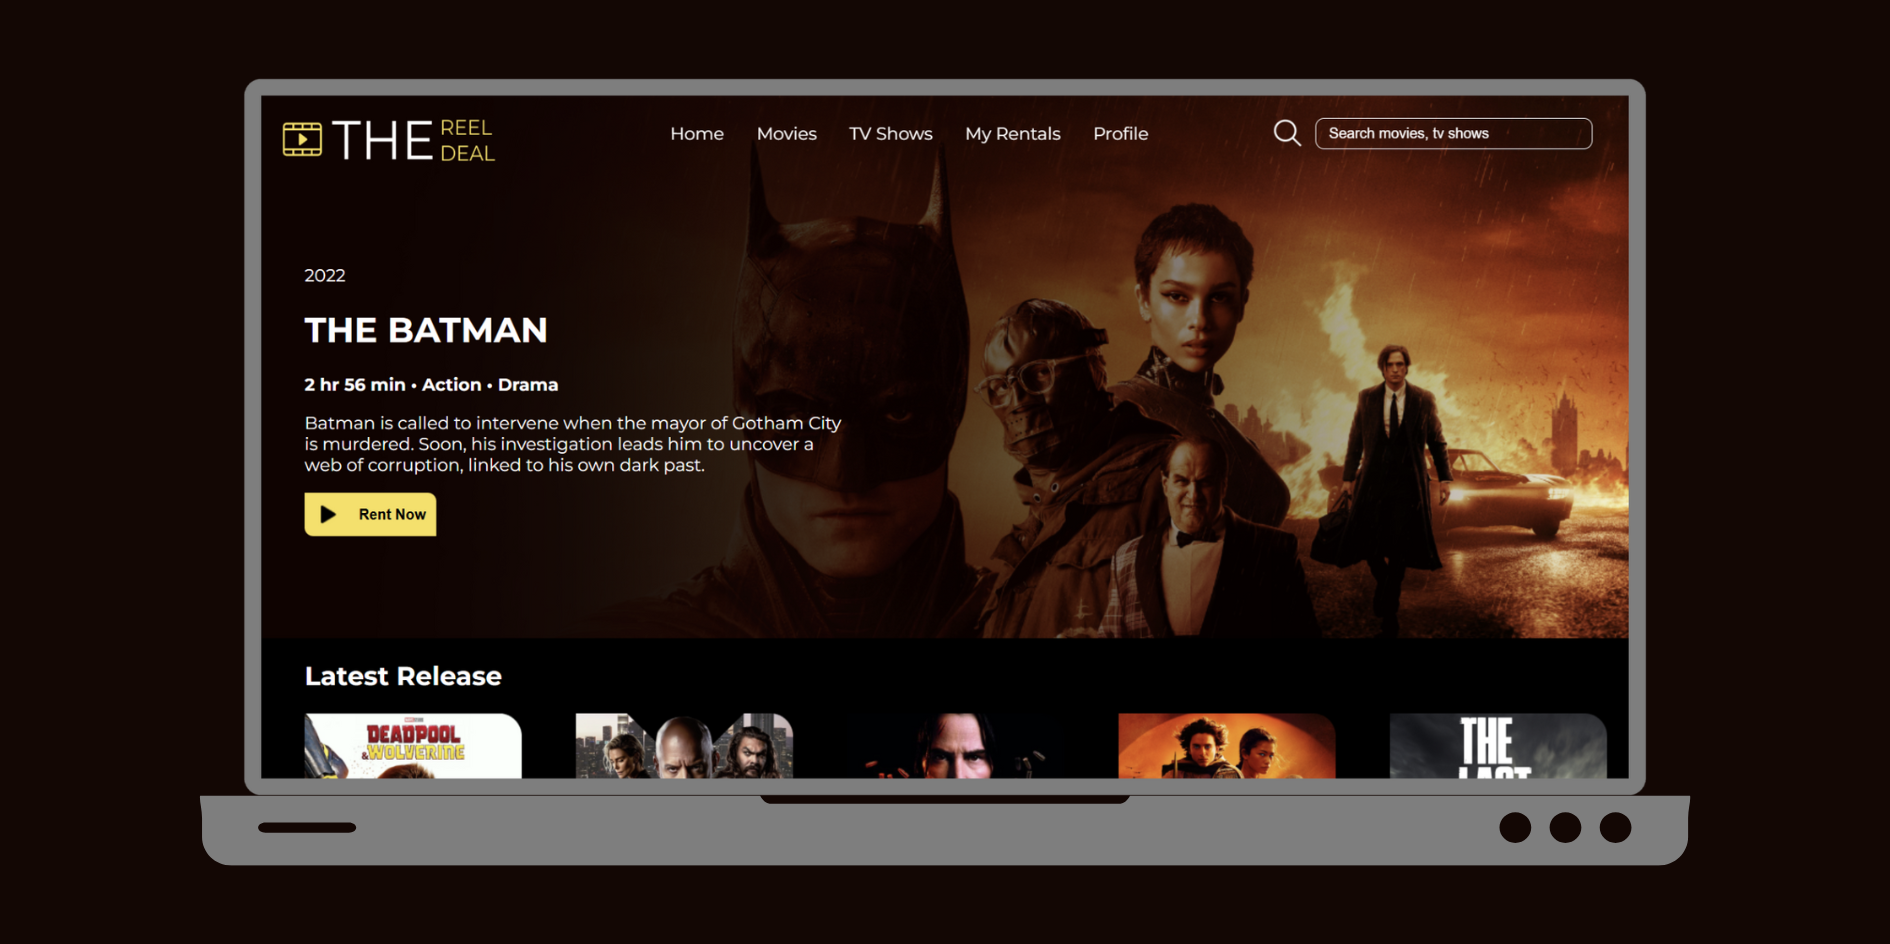 THE REEL
DEAL
Home Movies TV Shows My Rentals Profile
Search movies, tv shows
2022
THE BATMAN
2 hr 56 min • Action • Drama
Batman is called to intervene when the mayor of Gotham City
is murdered. Soon, his investigation leads him to uncover a
web of corruption, linked to his own dark past.
Rent Now
Latest Release
DEADPOOL
&WOLVERINE
THE
LAST